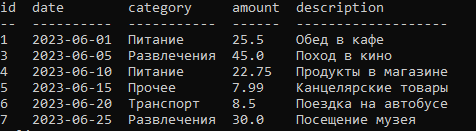 id  date        category     amount  description
--  ----------  -----------  ------  -------------------
1   2023-06-01  Питание      25.5    Обед в кафе
3   2023-06-05  Развлечения  45.0    Поход в кино
4   2023-06-10  Питание      22.75   Продукты в магазине
5   2023-06-15  Прочее       7.99    Канцелярские товары
6   2023-06-20  Транспорт    8.5     Поездка на автобусе
7   2023-06-25  Развлечения  30.0    Посещение музея